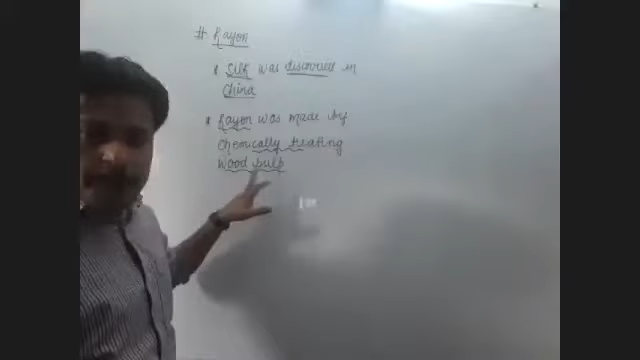 # Rayon
* Silk was discovered in
China
* Rayon was made by
chemically treating
wood pulp